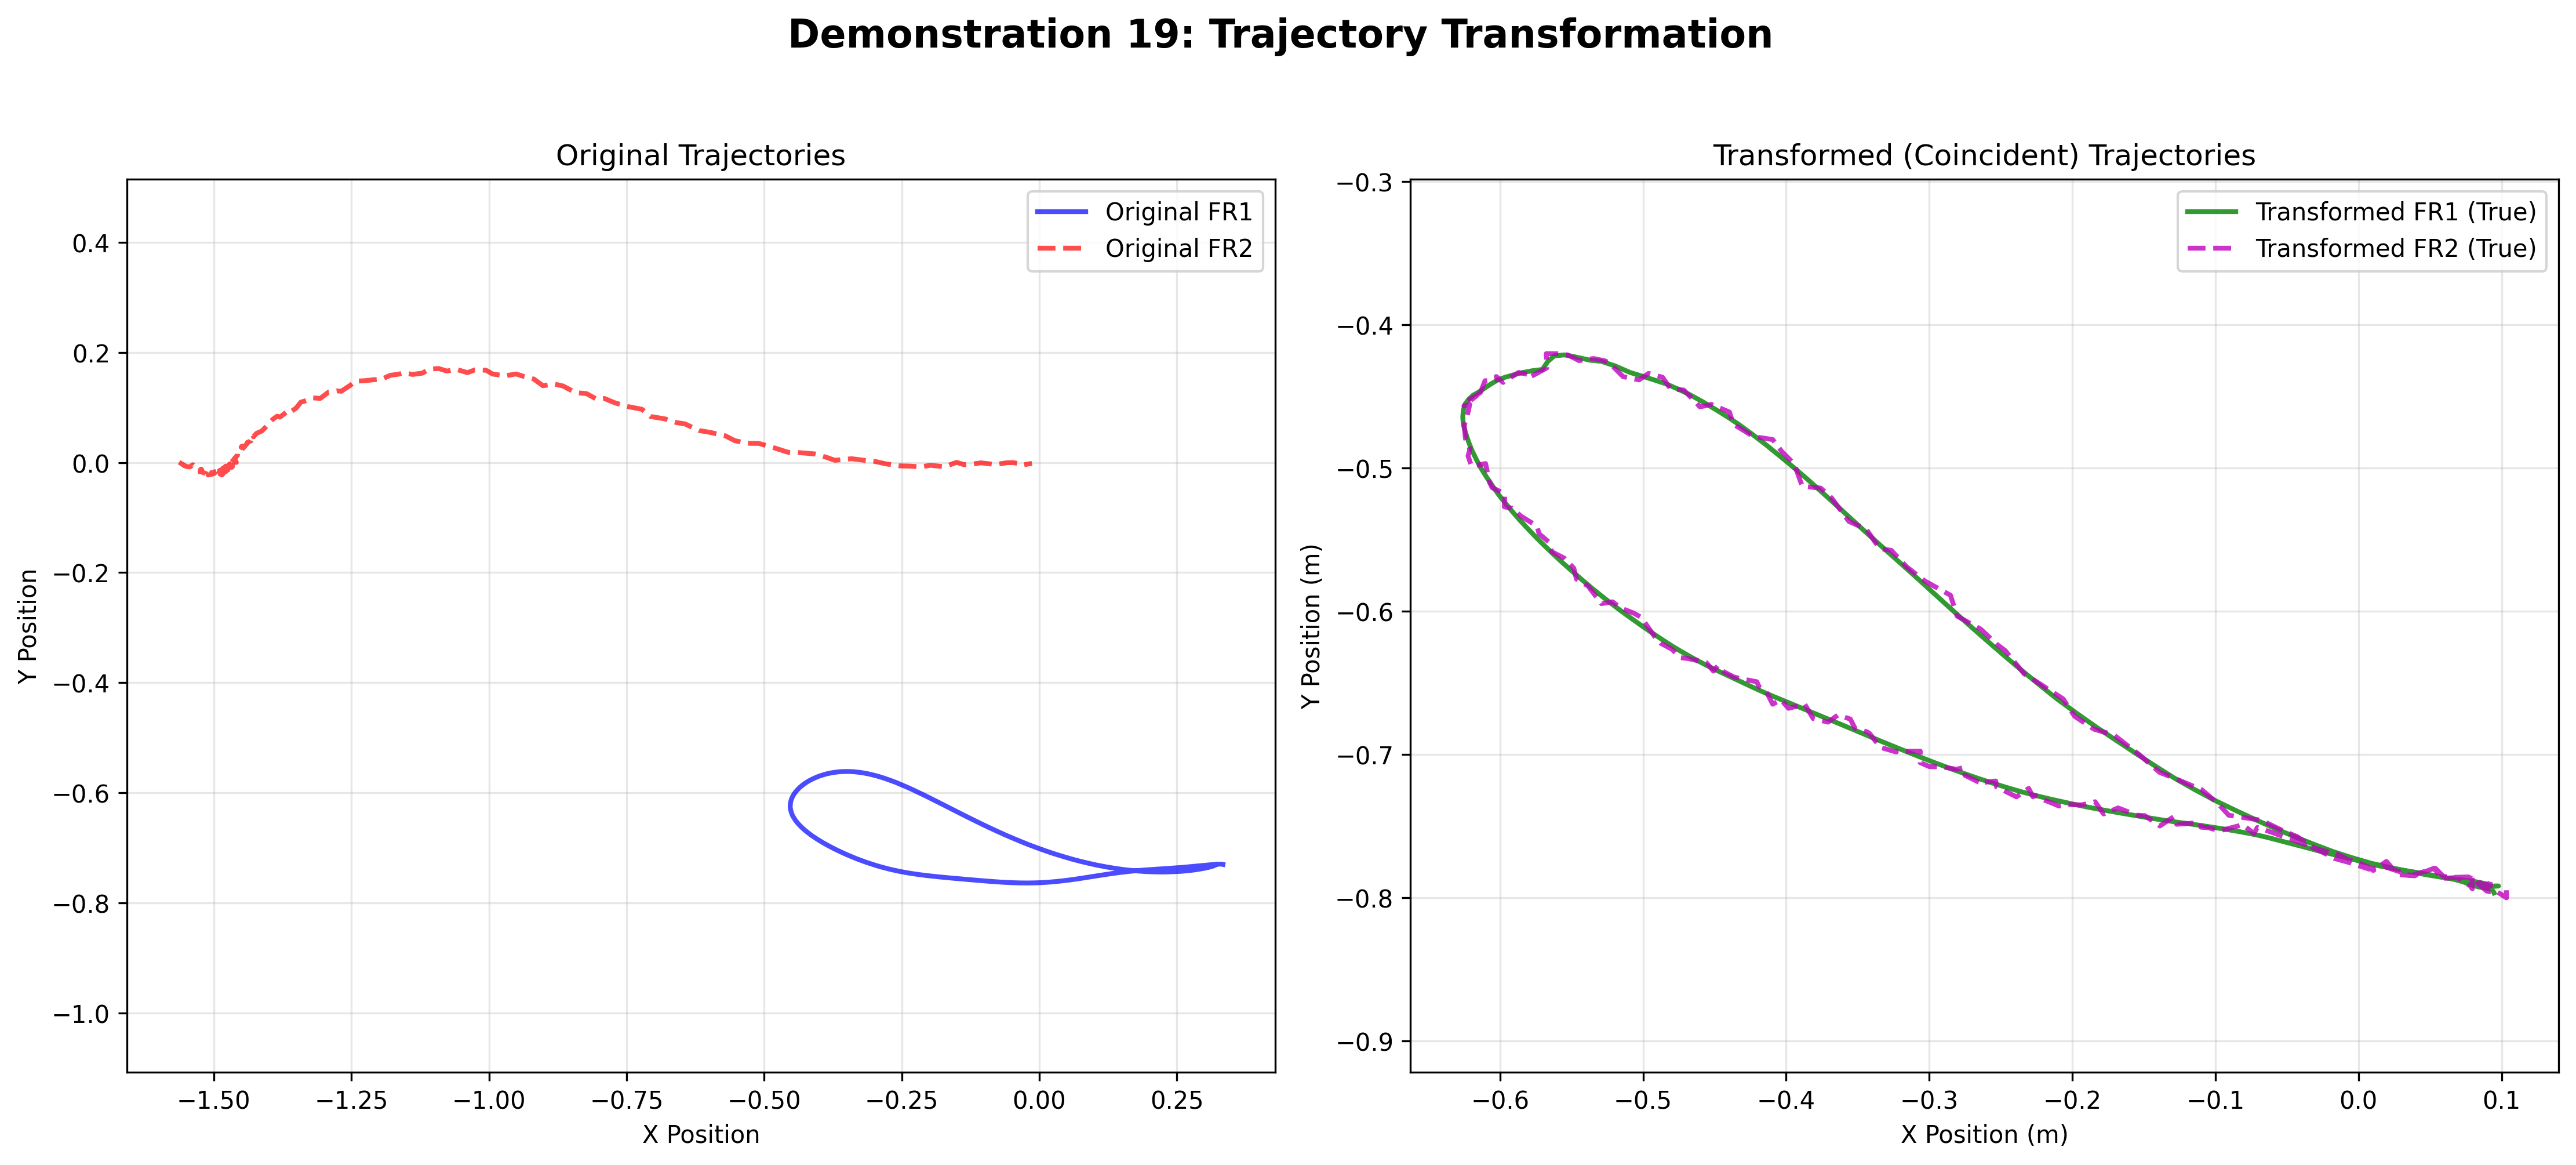 Demonstration 19: Trajectory Transformation
Original Trajectories
Original FR1
Original FR2
0.4
0.2
0.0
−0.2
−0.4
−0.6
−0.8
−1.0
Y Position
−1.50 −1.25 −1.00 −0.75 −0.50 −0.25 0.00 0.25
X Position
Transformed (Coincident) Trajectories
Transformed FR1 (True)
Transformed FR2 (True)
−0.3
−0.4
−0.5
−0.6
−0.7
−0.8
−0.9
Y Position (m)
−0.6 −0.5 −0.4 −0.3 −0.2 −0.1 0.0 0.1
X Position (m)